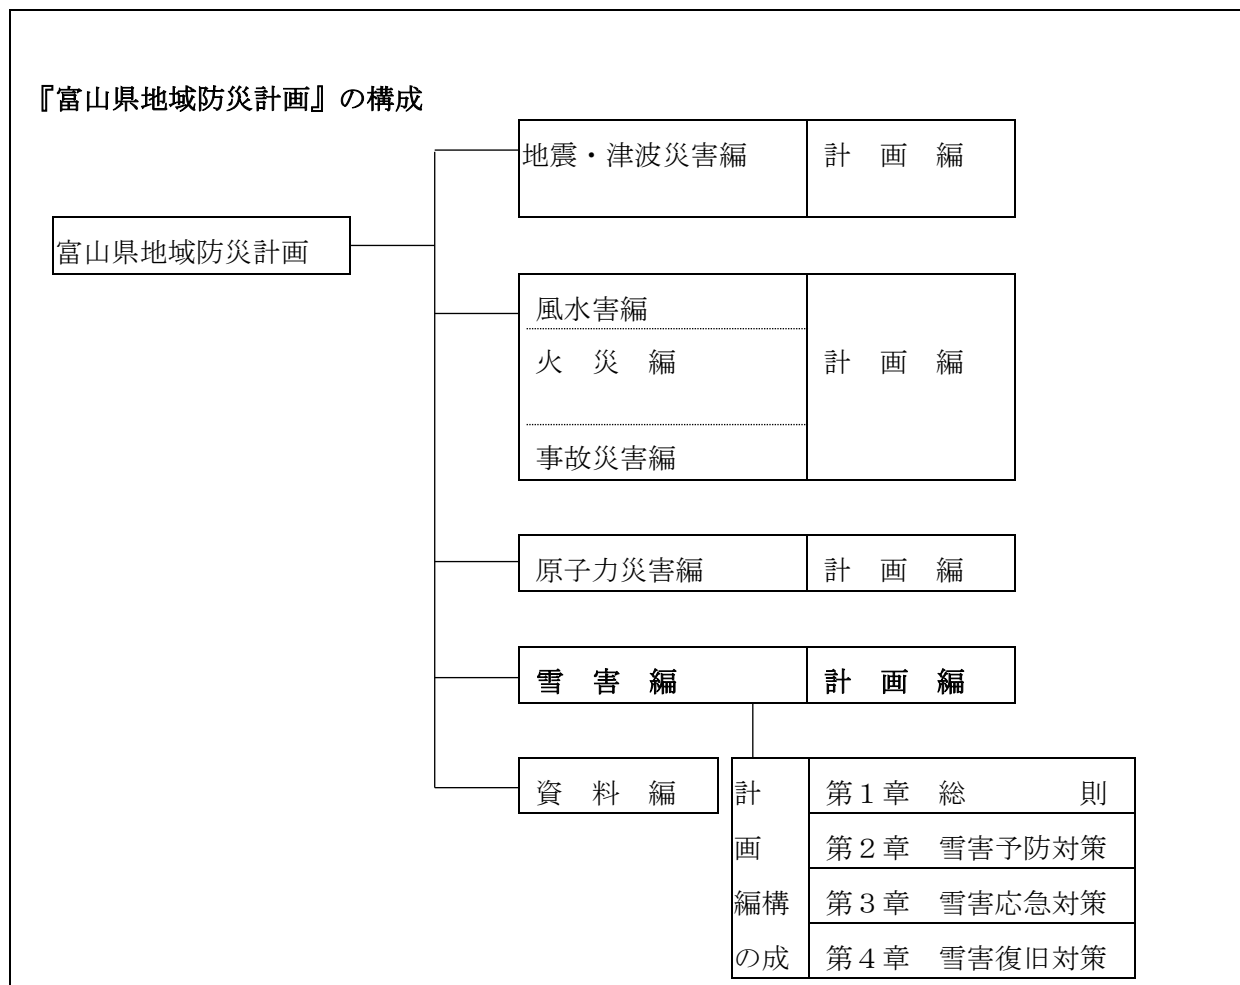 『富山県地域防災計画』の構成
地震・津波災害編 計 画 編
富山県地域防災計画
風水害編
火 災 編 計 画 編
事故災害編
原子力災害編 計 画 編
雪 害 編 計 画 編
資 料 編
計 第1章 総 則
画 第2章 雪害予防対策
編構 第3章 雪害応急対策
の成 第4章 雪害復旧対策